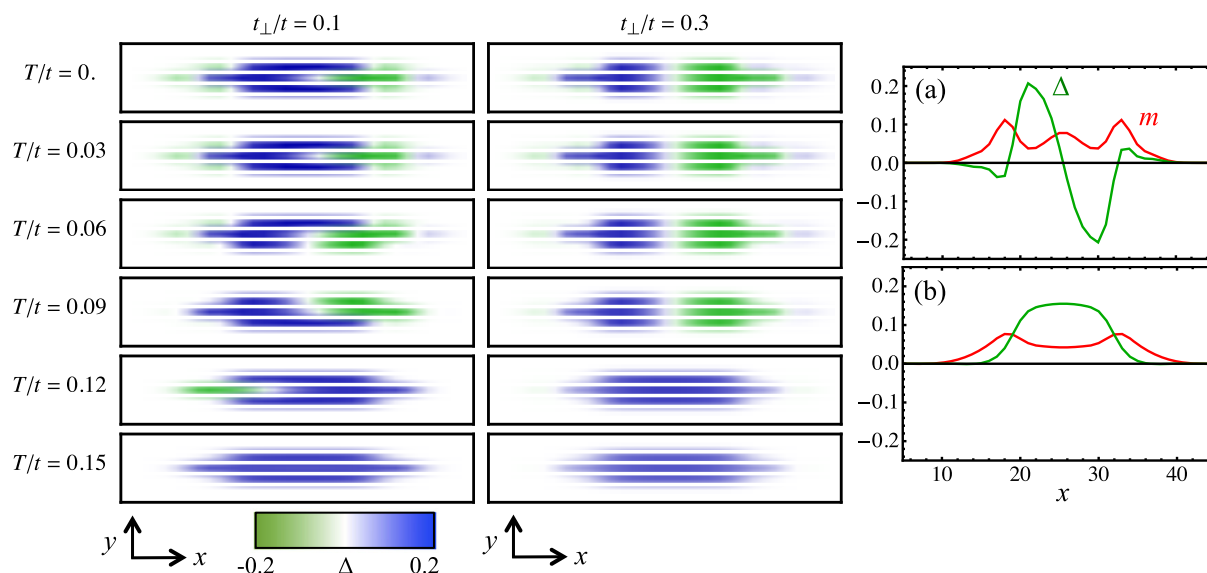 t⊥/t = 0.1
t⊥/t = 0.3
T/t = 0.
T/t = 0.03
T/t = 0.06
T/t = 0.09
T/t = 0.12
T/t = 0.15
y
x
-0.2
Δ
0.2
y
x
(a)
Δ
m
0.2
0.1
0.0
−0.1
−0.2
(b)
0.2
0.1
0.0
−0.1
−0.2
10 20 30 40
x